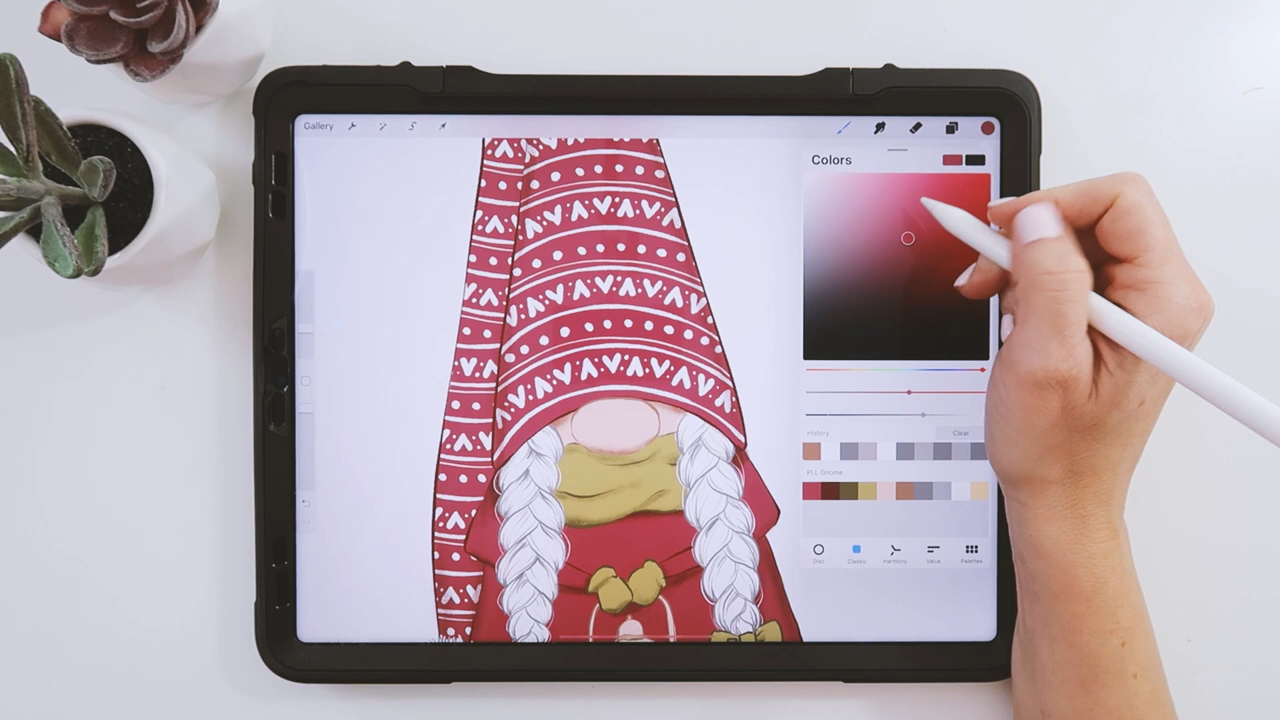 Gallery
Colors
History Clear
PLL Gnome
Disc Classic Harmony Value Palettes